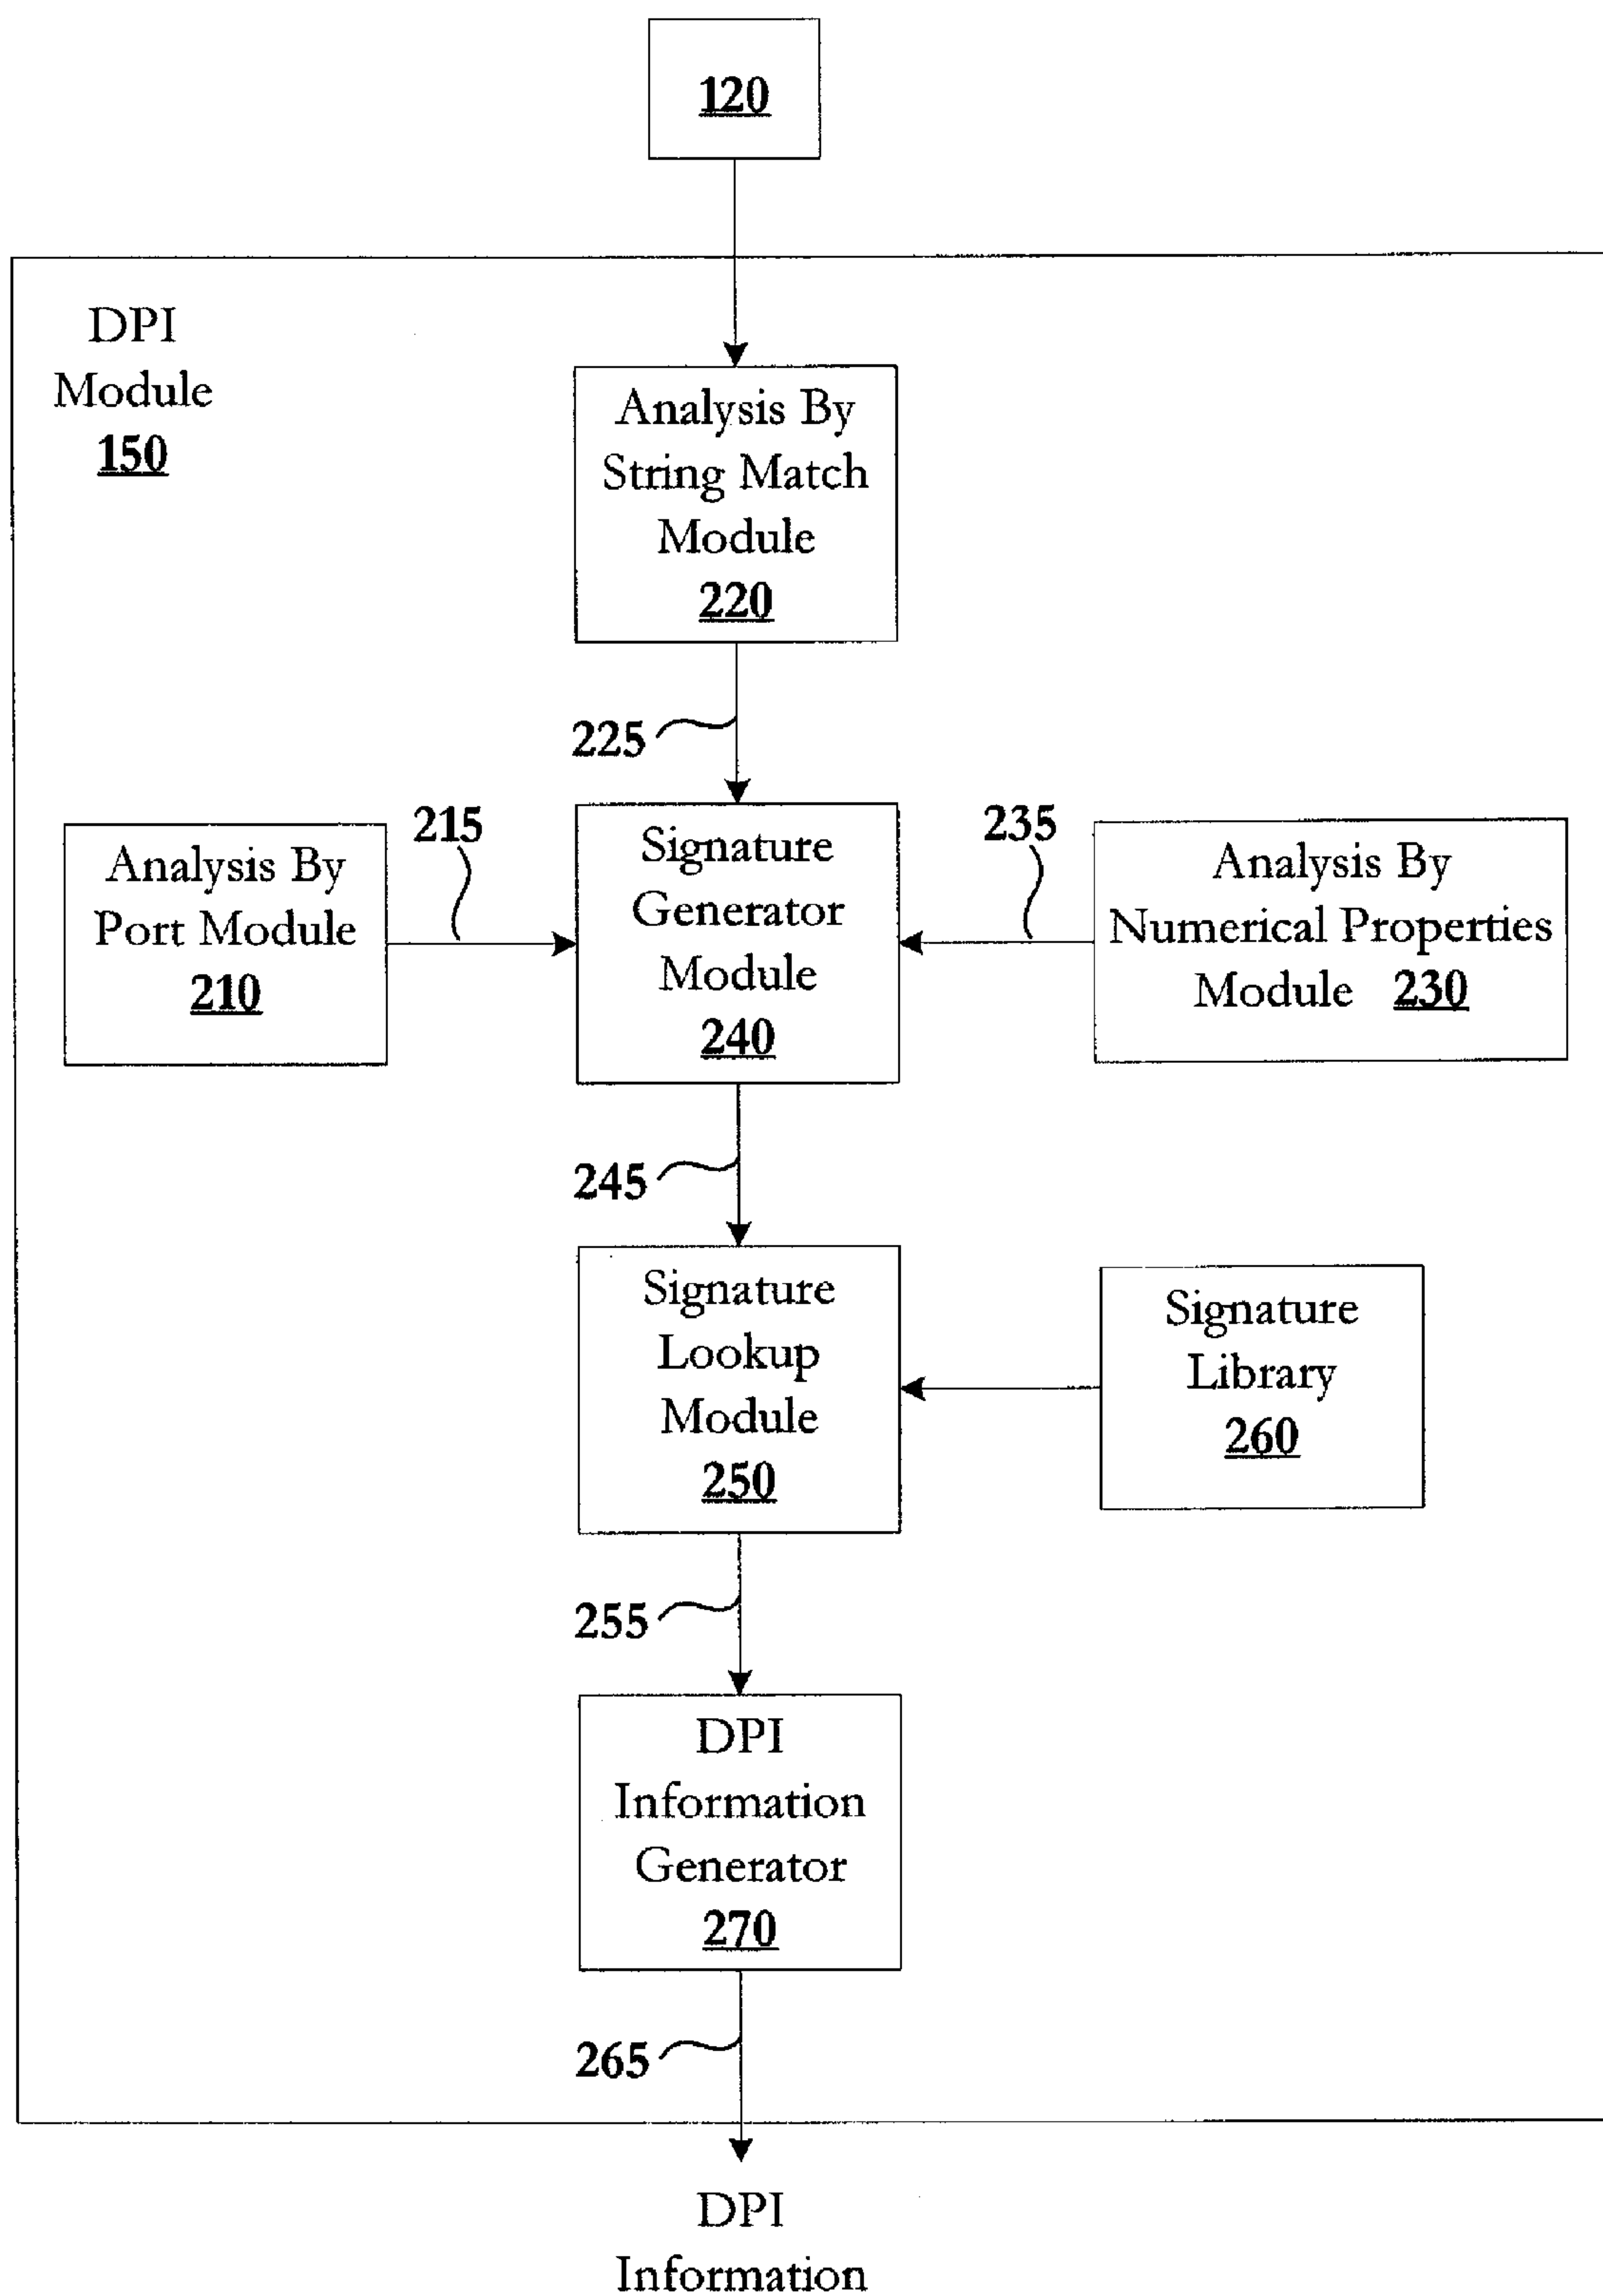 120
DPI
Module
150
Analysis By
String Match
Module
220
225
Analysis By
Port Module
210
215
Signature
Generator
Module
240
235
Analysis By
Numerical Properties
Module 230
245
Signature
Lookup
Module
250
Signature
Library
260
255
DPI
Information
Generator
270
265
DPI
Information